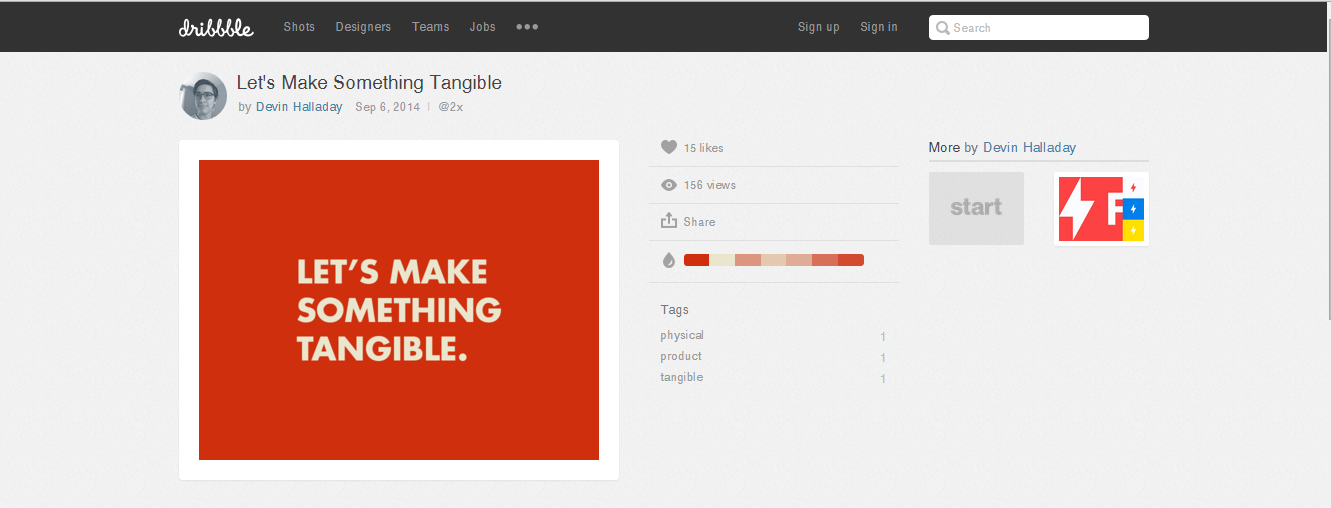 dribbble
Shots Designers Teams Jobs
Sign up Sign in
Search
Let's Make Something Tangible
by Devin Halladay Sep 6, 2014 | @2x
LET'S MAKE
SOMETHING
TANGIBLE.
15 likes
156 views
Share
Tags
physical 1
product 1
tangible 1
More by Devin Halladay
start
F